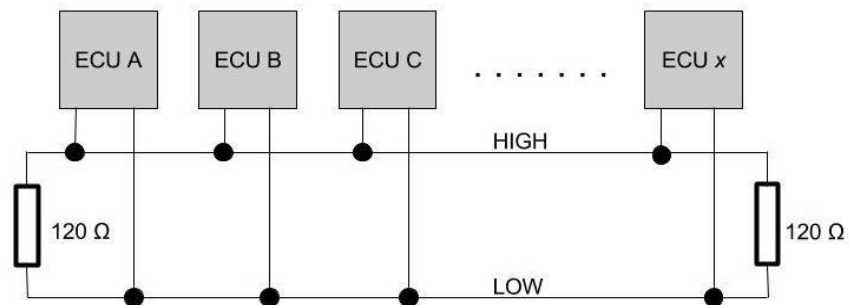 ECU A
ECU B
ECU C
. . . . . . .
ECU x
HIGH
120 Ω
120 Ω
LOW